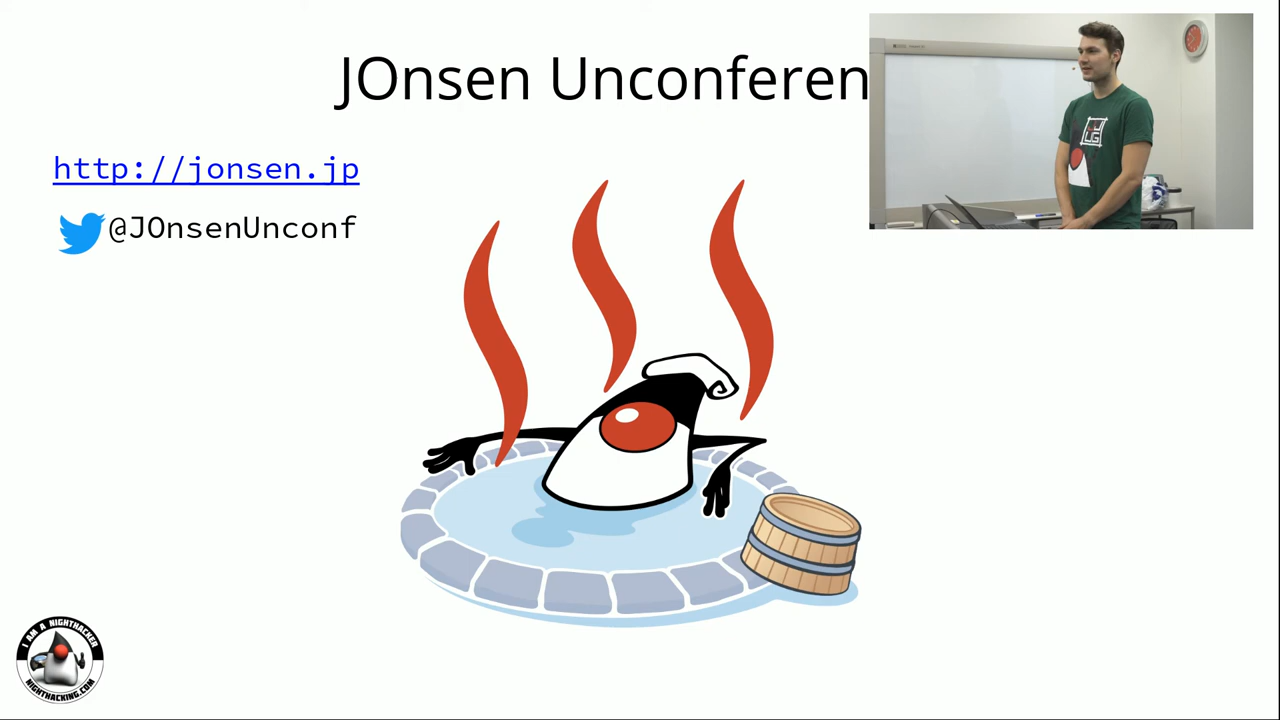 JOnsen Unconferen
http://jonsen.jp
@JOnsenUnconf
I AM A NIGHTHACKER
NIGHTHACKING.COM